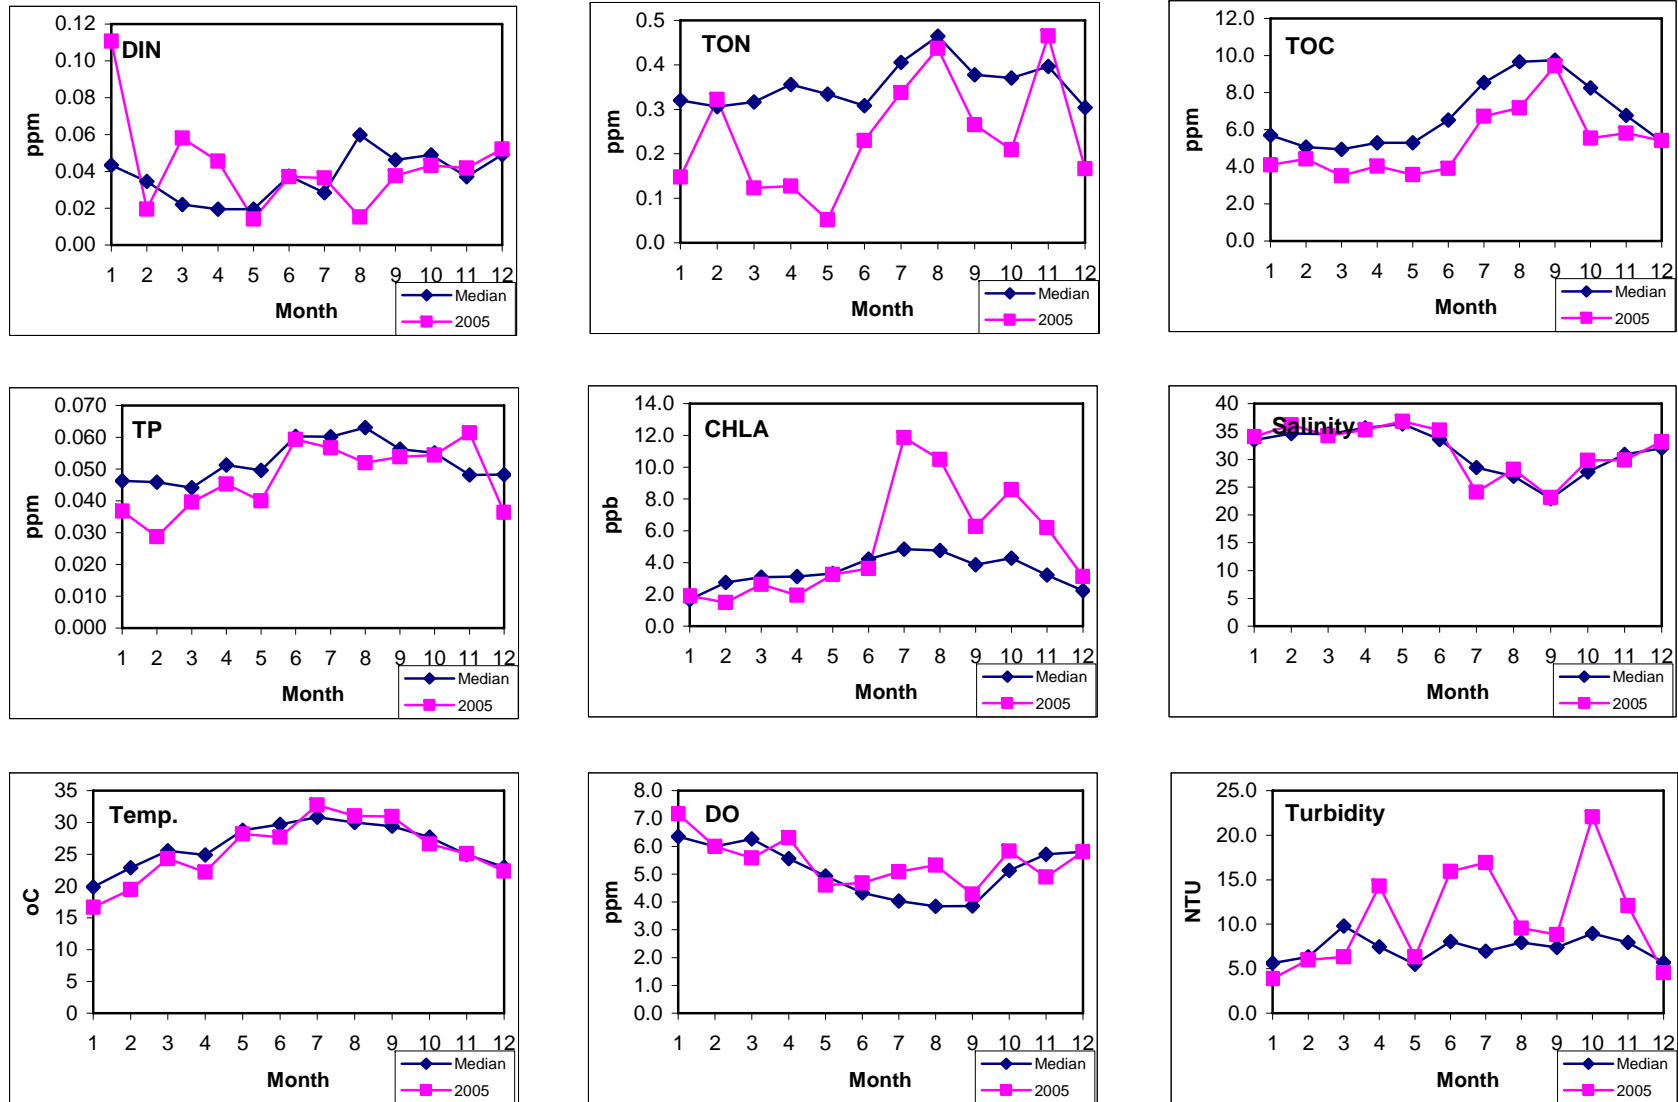 DIN
0.12
0.10
0.08
0.06
0.04
0.02
0.00
ppm
1 2 3 4 5 6 7 8 9 10 11 12
Month
Median
2005
TON
0.5
0.4
0.3
0.2
0.1
0.0
ppm
1 2 3 4 5 6 7 8 9 10 11 12
Month
Median
2005
TOC
12.0
10.0
8.0
6.0
4.0
2.0
0.0
ppm
1 2 3 4 5 6 7 8 9 10 11 12
Month
Median
2005
TP
0.070
0.060
0.050
0.040
0.030
0.020
0.010
0.000
ppm
1 2 3 4 5 6 7 8 9 10 11 12
Month
Median
2005
CHLA
14.0
12.0
10.0
8.0
6.0
4.0
2.0
0.0
ppb
1 2 3 4 5 6 7 8 9 10 11 12
Month
Median
2005
Salinity
40
35
30
25
20
15
10
5
0
1 2 3 4 5 6 7 8 9 10 11 12
Month
Median
2005
Temp.
35
30
25
20
15
10
5
0
oC
1 2 3 4 5 6 7 8 9 10 11 12
Month
Median
2005
DO
8.0
7.0
6.0
5.0
4.0
3.0
2.0
1.0
0.0
ppm
1 2 3 4 5 6 7 8 9 10 11 12
Month
Median
2005
Turbidity
25.0
20.0
15.0
10.0
5.0
0.0
NTU
1 2 3 4 5 6 7 8 9 10 11 12
Month
Median
2005